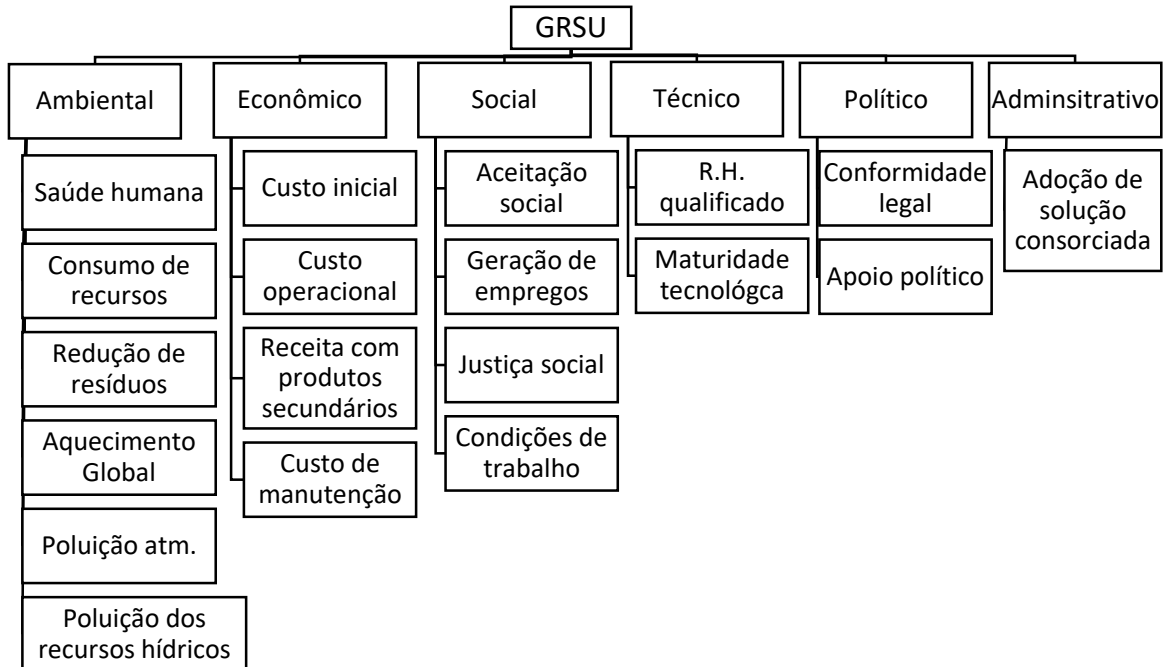 GRSU
Ambiental
Saúde humana
Consumo de
recursos
Redução de
resíduos
Aquecimento
Global
Poluição atm.
Poluição dos
recursos hídricos
Econômico
Custo inicial
Custo
operacional
Receita com
produtos
secundários
Custo de
manutenção
Social
Aceitação
social
Geração de
empregos
Justiça social
Condições de
trabalho
Técnico
R.H.
qualificado
Maturidade
tecnológca
Político
Conformidade
legal
Apoio político
Adminsitrativo
Adoção de
solução
consorciada